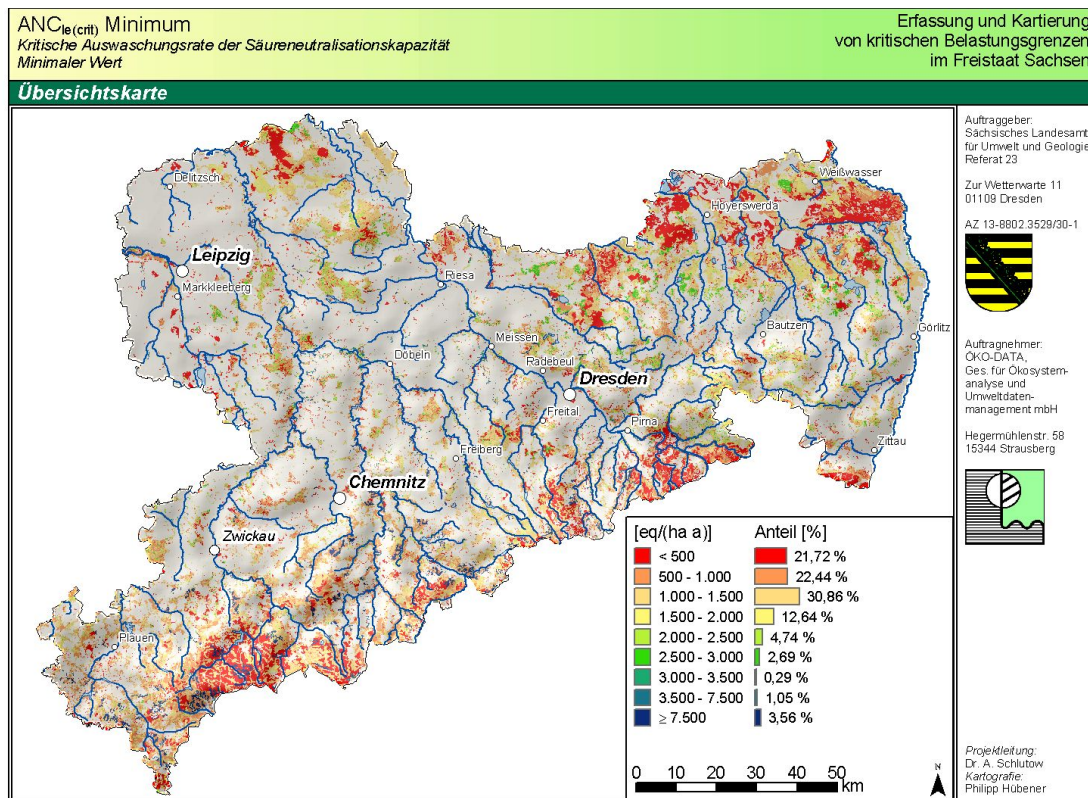 ANCle(crit) Minimum
Kritische Auswaschungsrate der Säureneutralisationskapazität
Minimaler Wert
Erfassung und Kartierung
von kritischen Belastungsgrenzen
im Freistaat Sachsen
Übersichtskarte
Delitzsch
Leipzig
Markkleeberg
Riesa
Döbeln
Meissen
Radebeul
Dresden
Freital
Pirna
Freiberg
Chemnitz
Zwickau
Plauen
Weißwasser
Hoyerswerda
Bautzen
Görlitz
Zittau
[eq/(ha a)] Anteil [%]
< 500 21,72 %
500 - 1.000 22,44 %
1.000 - 1.500 30,86 %
1.500 - 2.000 12,64 %
2.000 - 2.500 4,74 %
2.500 - 3.000 2,69 %
3.000 - 3.500 0,29 %
3.500 - 7.500 1,05 %
≥ 7.500 3,56 %
0 10 20 30 40 50
km
N
Auftraggeber:
Sächsisches Landesamt
für Umwelt und Geologie
Referat 23
Zur Wetterwarte 11
01109 Dresden
AZ 13-8802.3529/30-1
Auftragnehmer:
ÖKO-DATA,
Ges. für Ökosystem-
analyse und
Umweltdaten-
management mbH
Hegermühlenstr. 58
15344 Strausberg
Projektleitung:
Dr. A. Schlutow
Kartografie:
Philipp Hübener